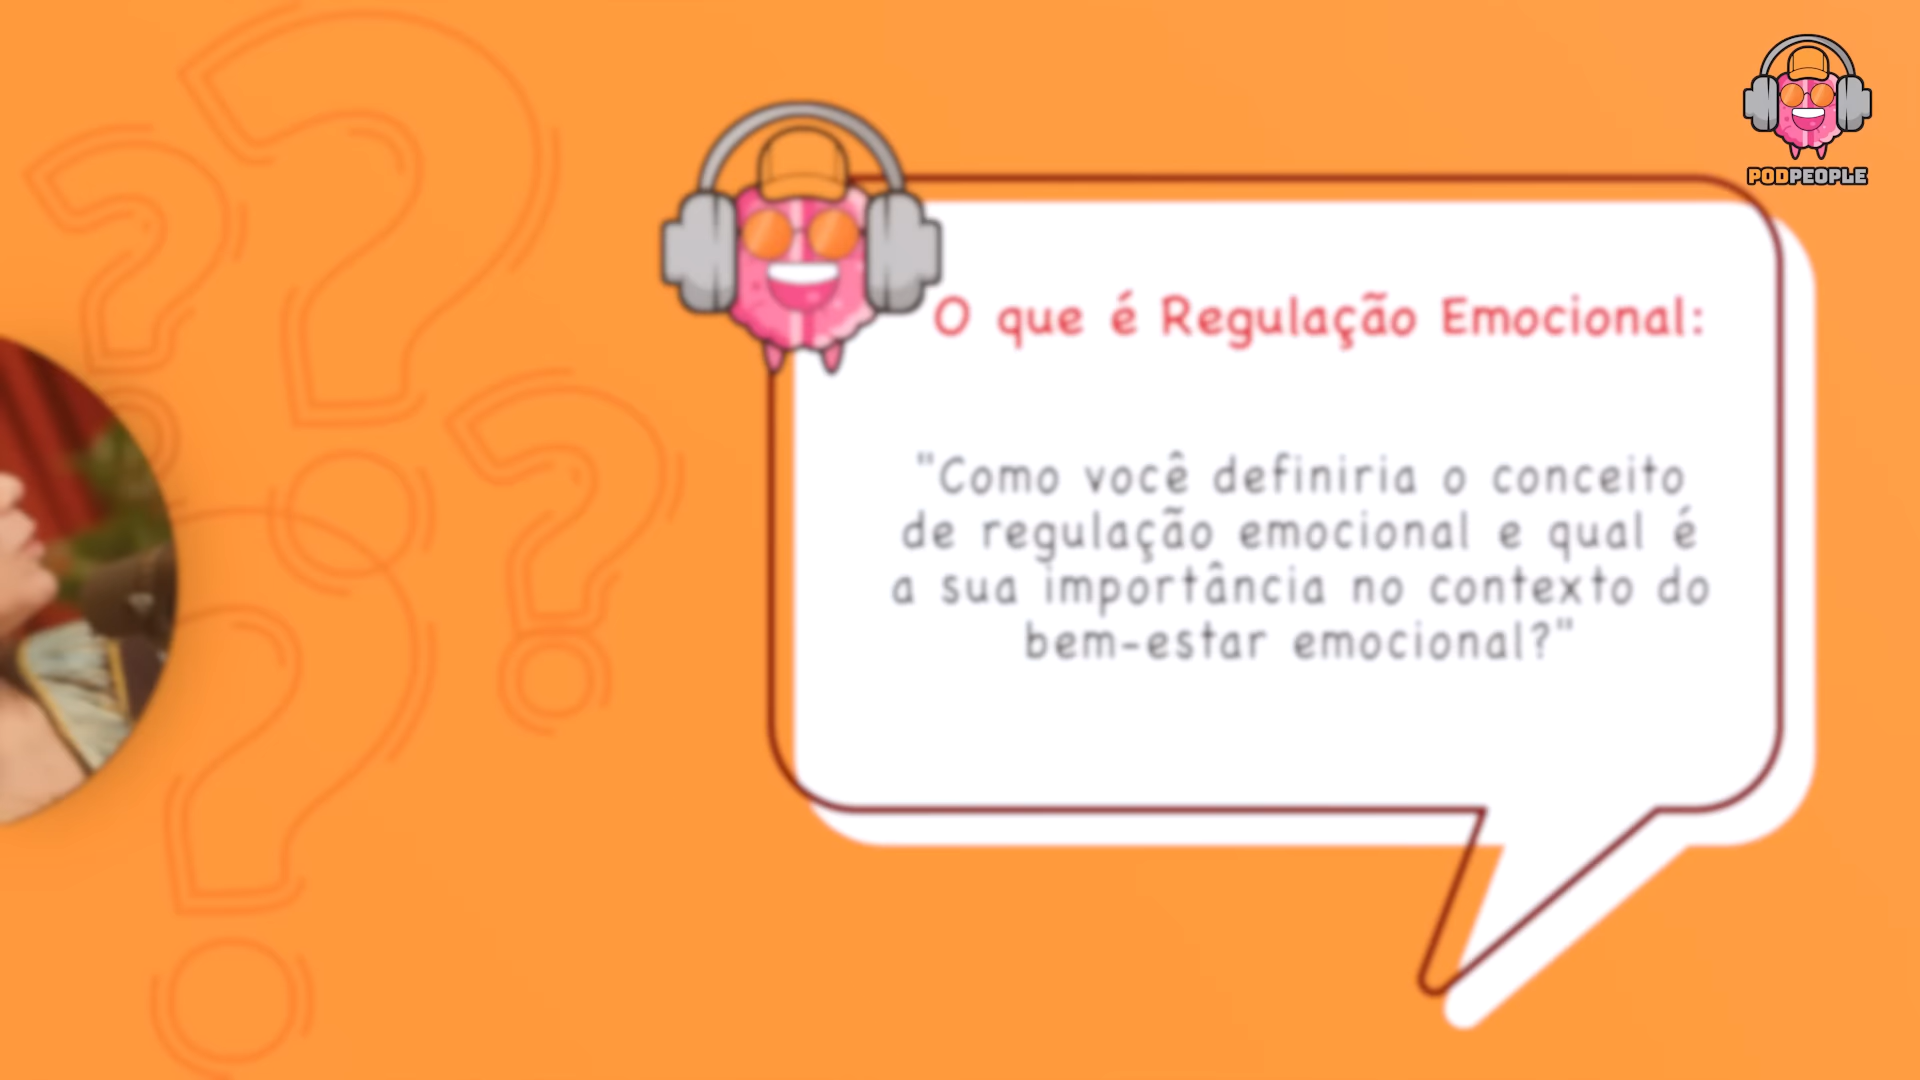 PODPEOPLE
O que é Regulação Emocional:
"Como você definiria o conceito
de regulação emocional e qual é
a sua importância no contexto do
bem-estar emocional?"